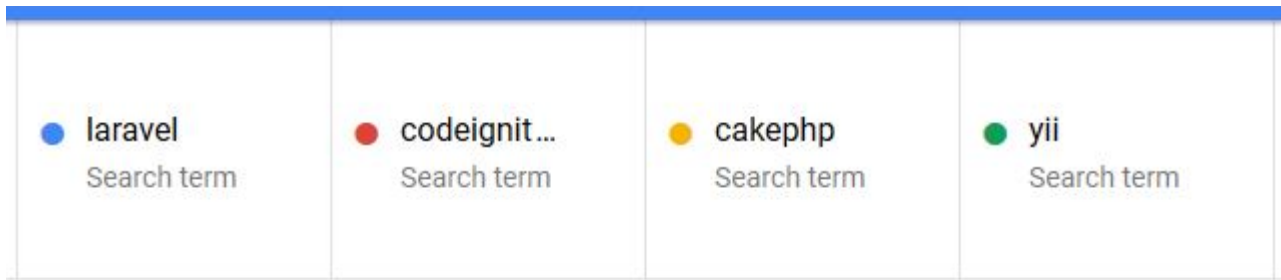 laravel
Search term
codeignit...
Search term
cakephp
Search term
yii
Search term